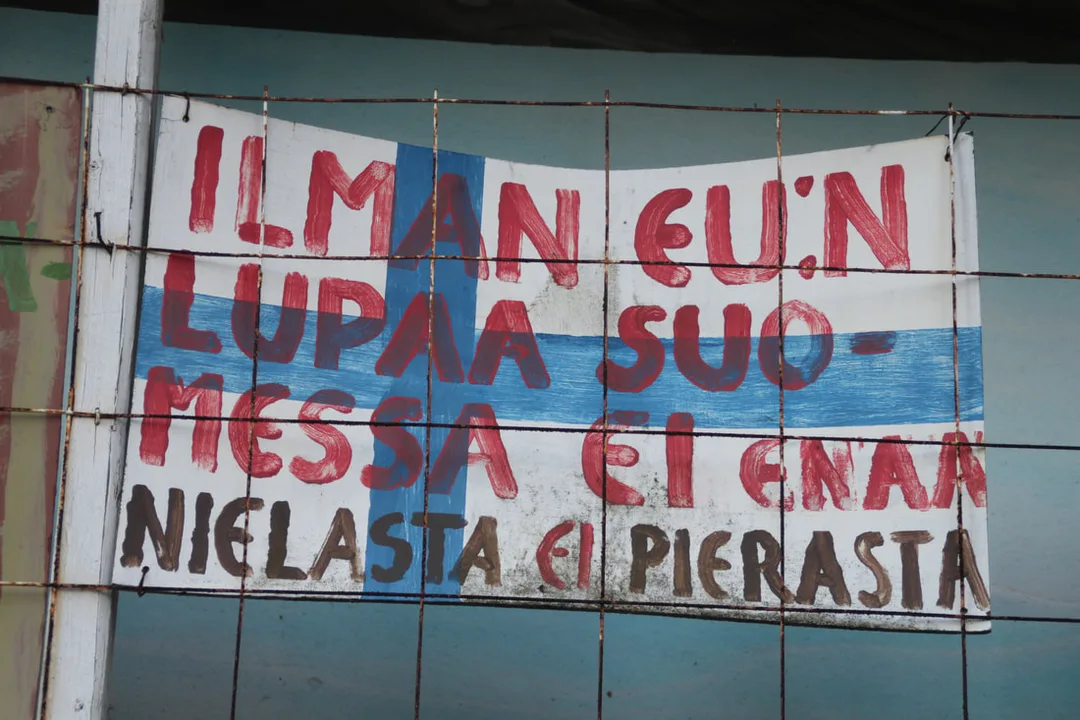 ILMAN EU:N
LUPAA SUO-
MESSA EI ENÄÄ
NIELASTA EI PIERASTA